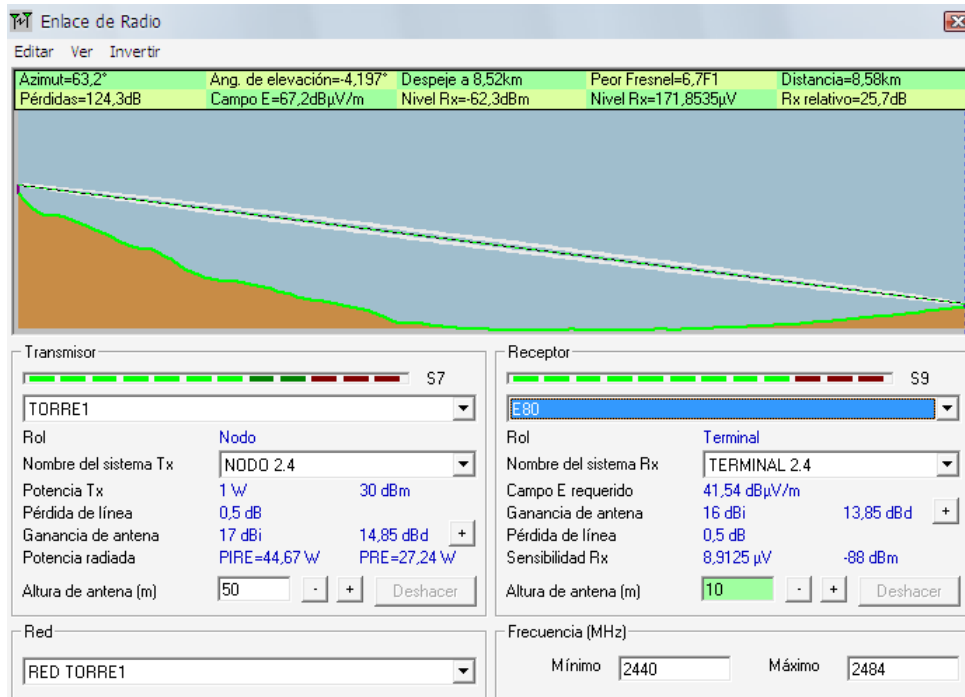 Enlace de Radio
Editar Ver Invertir
Azimut=63,2° Ang. de elevación=-4,197° Despeje a 8,52km Peor Fresnel=6,7F1 Distancia=8,58km
Pérdidas=124,3dB Campo E=67,2dBµV/m Nivel Rx=-62,3dBm Nivel Rx=171,8535µV Rx relativo=25,7dB
Transmisor
S7
TORRE1
Rol Nodo
Nombre del sistema Tx NODO 2.4
Potencia Tx 1 W 30 dBm
Pérdida de línea 0,5 dB
Ganancia de antena 17 dBi 14,85 dBd +
Potencia radiada PIRE=44,67 W PRE=27,24 W
Altura de antena (m) 50 - + Deshacer
Red
RED TORRE1
Receptor
S9
E80
Rol Terminal
Nombre del sistema Rx TERMINAL 2.4
Campo E requerido 41,54 dBµV/m
Ganancia de antena 16 dBi 13,85 dBd +
Pérdida de línea 0,5 dB
Sensibilidad Rx 8,9125 µV -88 dBm
Altura de antena (m) 10 - + Deshacer
Frecuencia (MHz)
Mínimo 2440 Máximo 2484